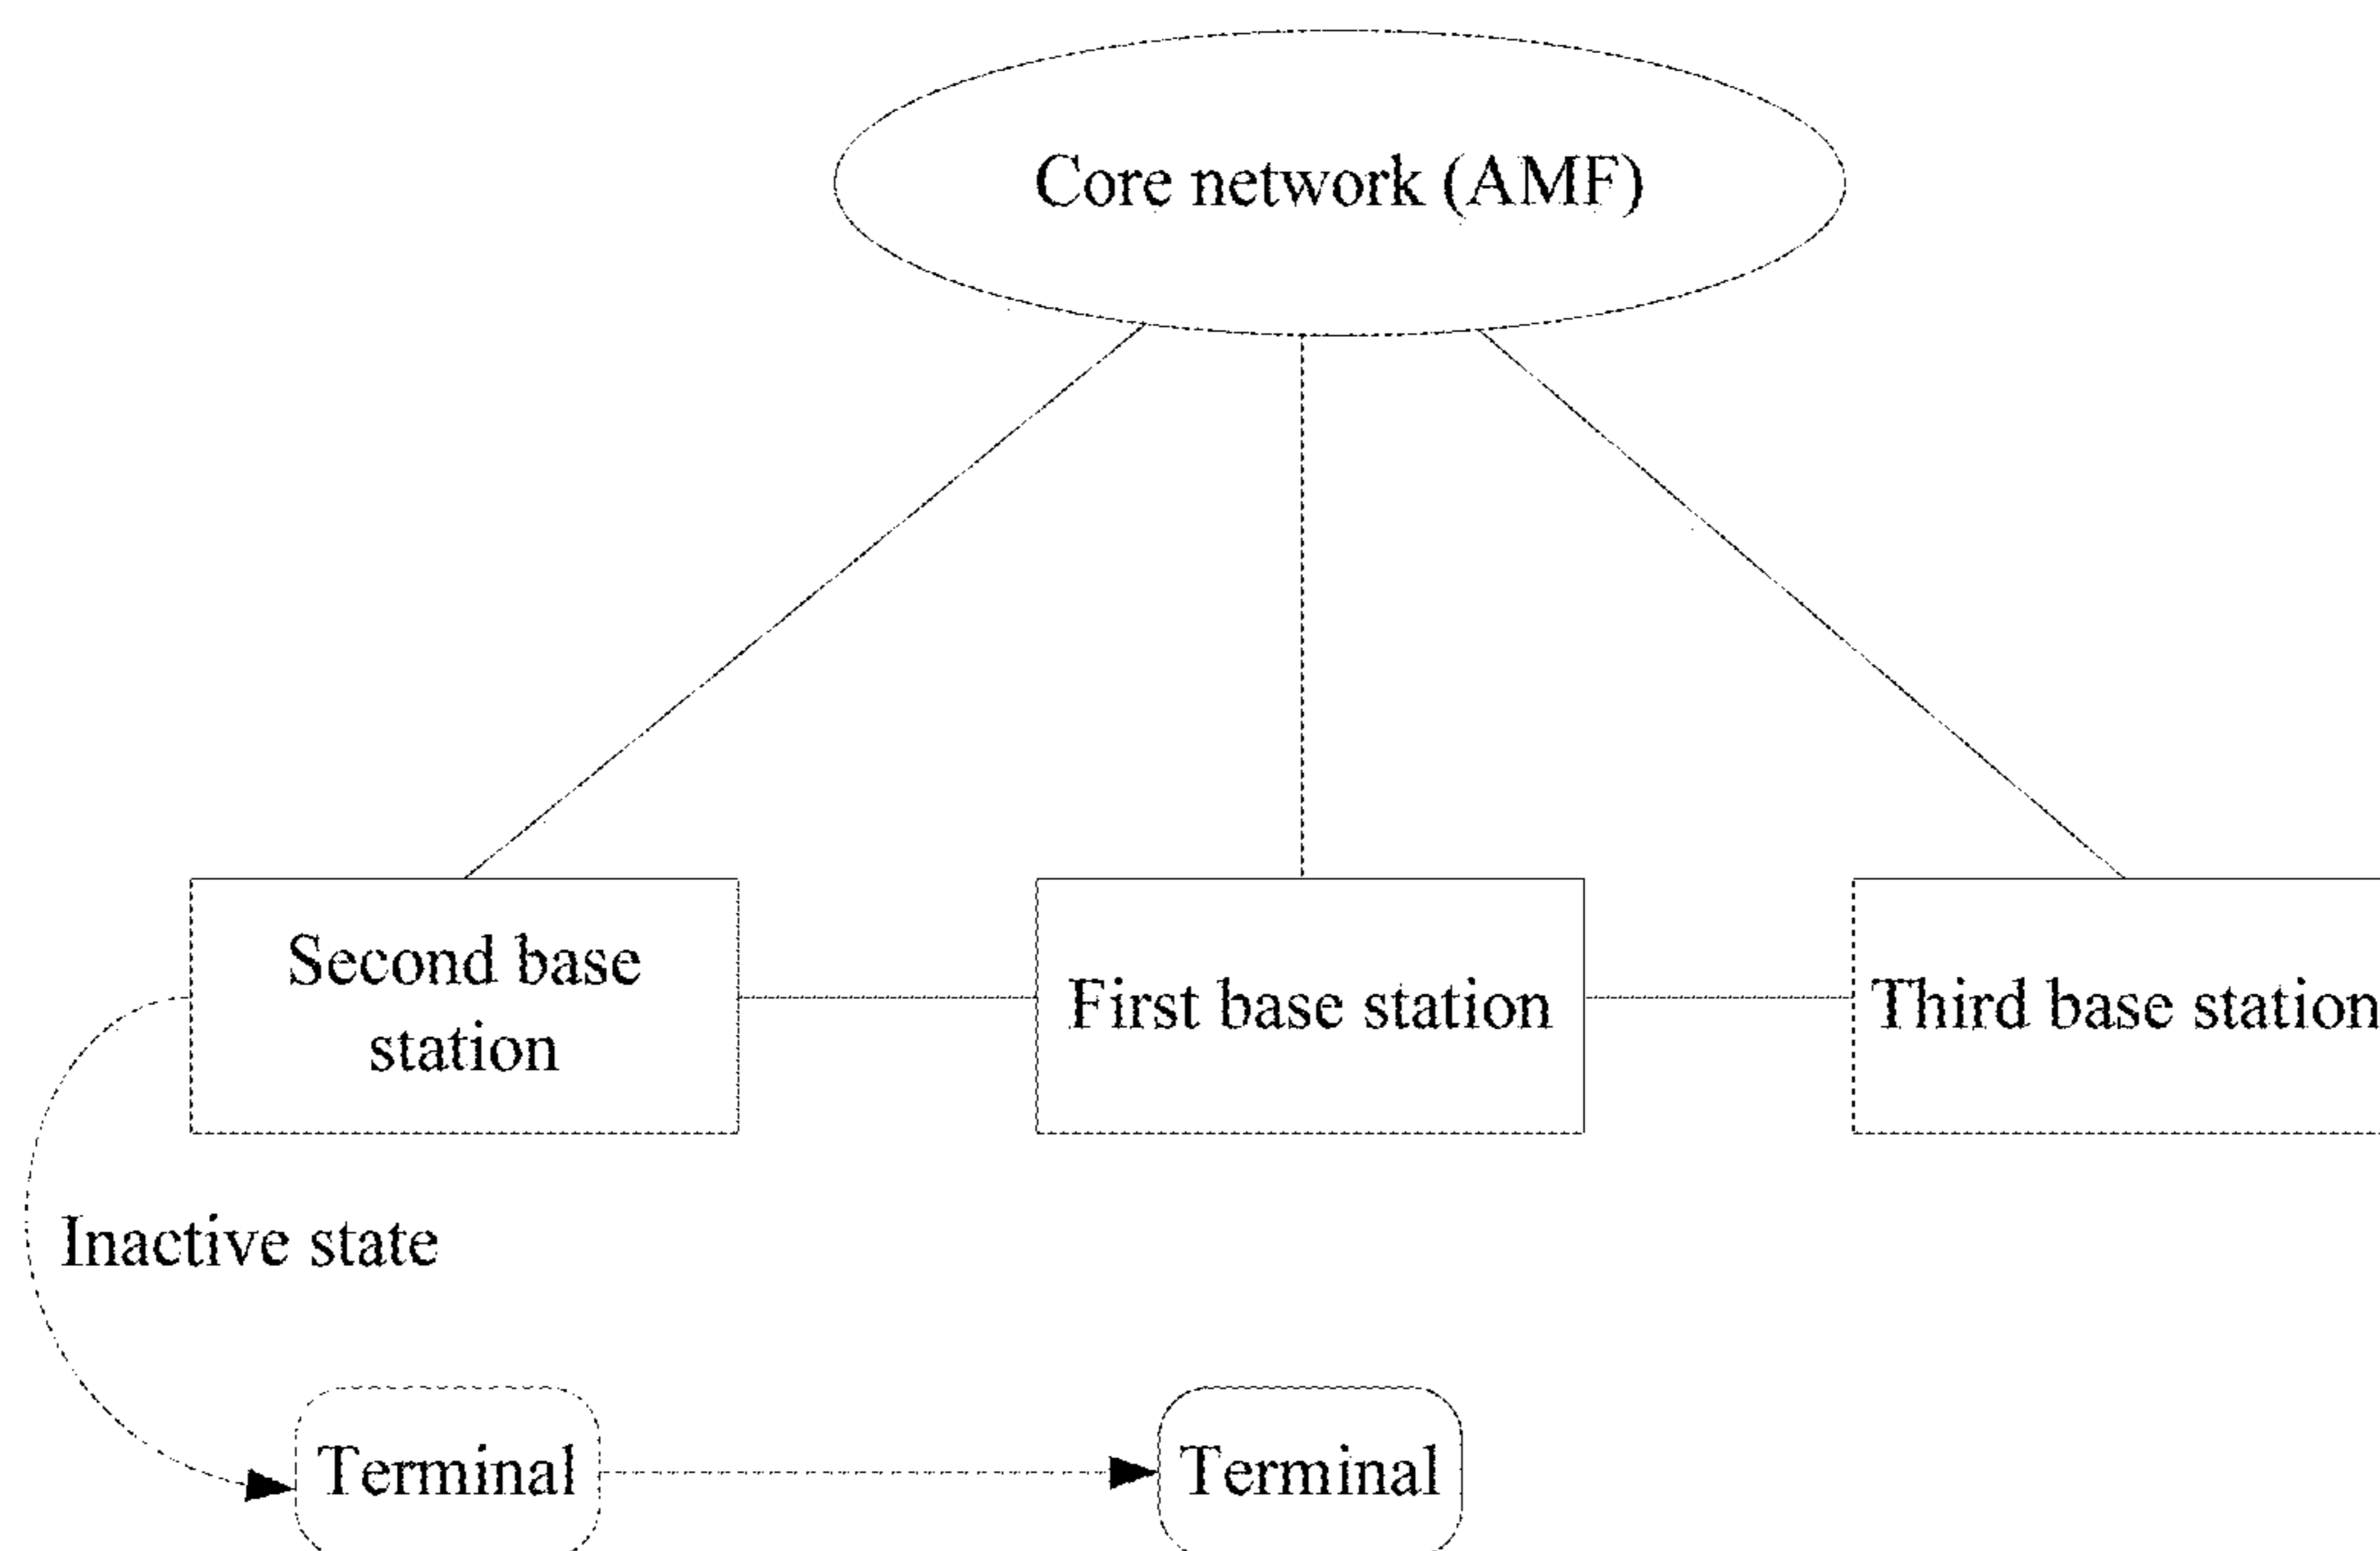 Core network (AMF)
Second base
station
First base station
Third base station
Inactive state
Terminal
Terminal